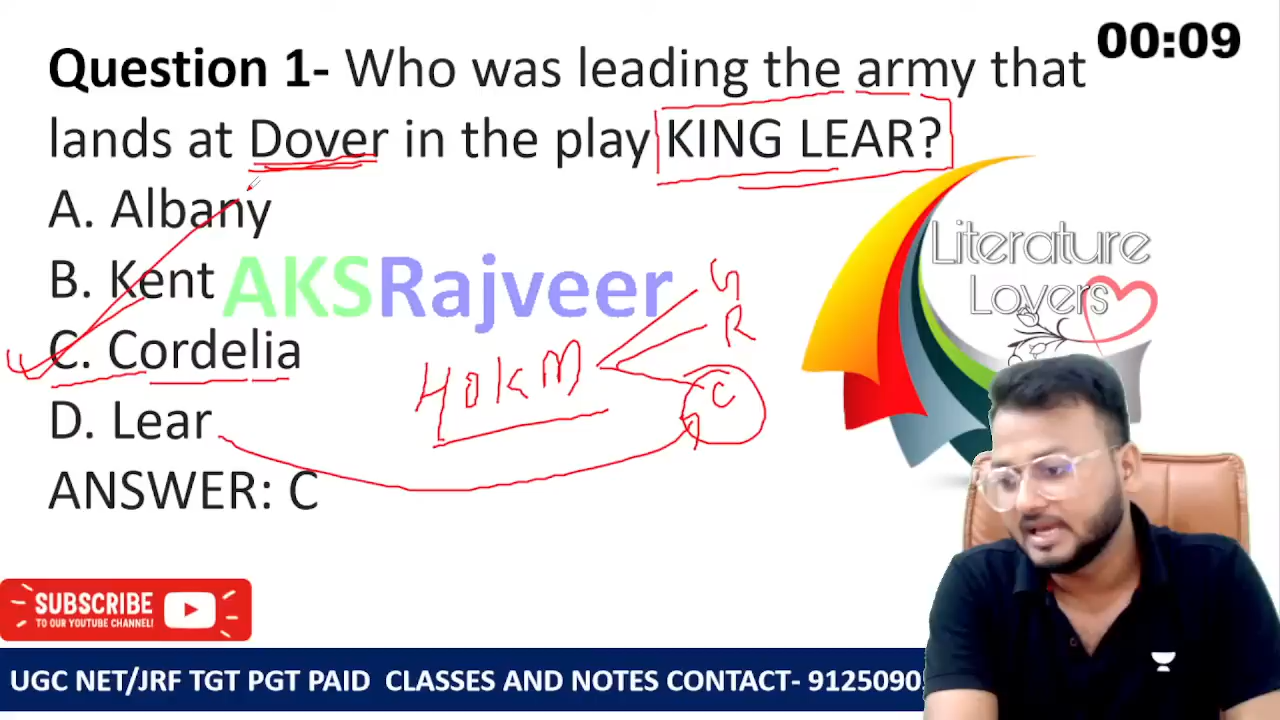 00:09
Question 1- Who was leading the army that
lands at Dover in the play KING LEAR?
A. Albany
B. Kent
C. Cordelia
D. Lear
ANSWER: C
AKSRajveer
Literature
Lovers
G
R
C
40KM
SUBSCRIBE
TO OUR YOUTUBE CHANNEL!
UGC NET/JRF TGT PGT PAID CLASSES AND NOTES CONTACT- 9125090